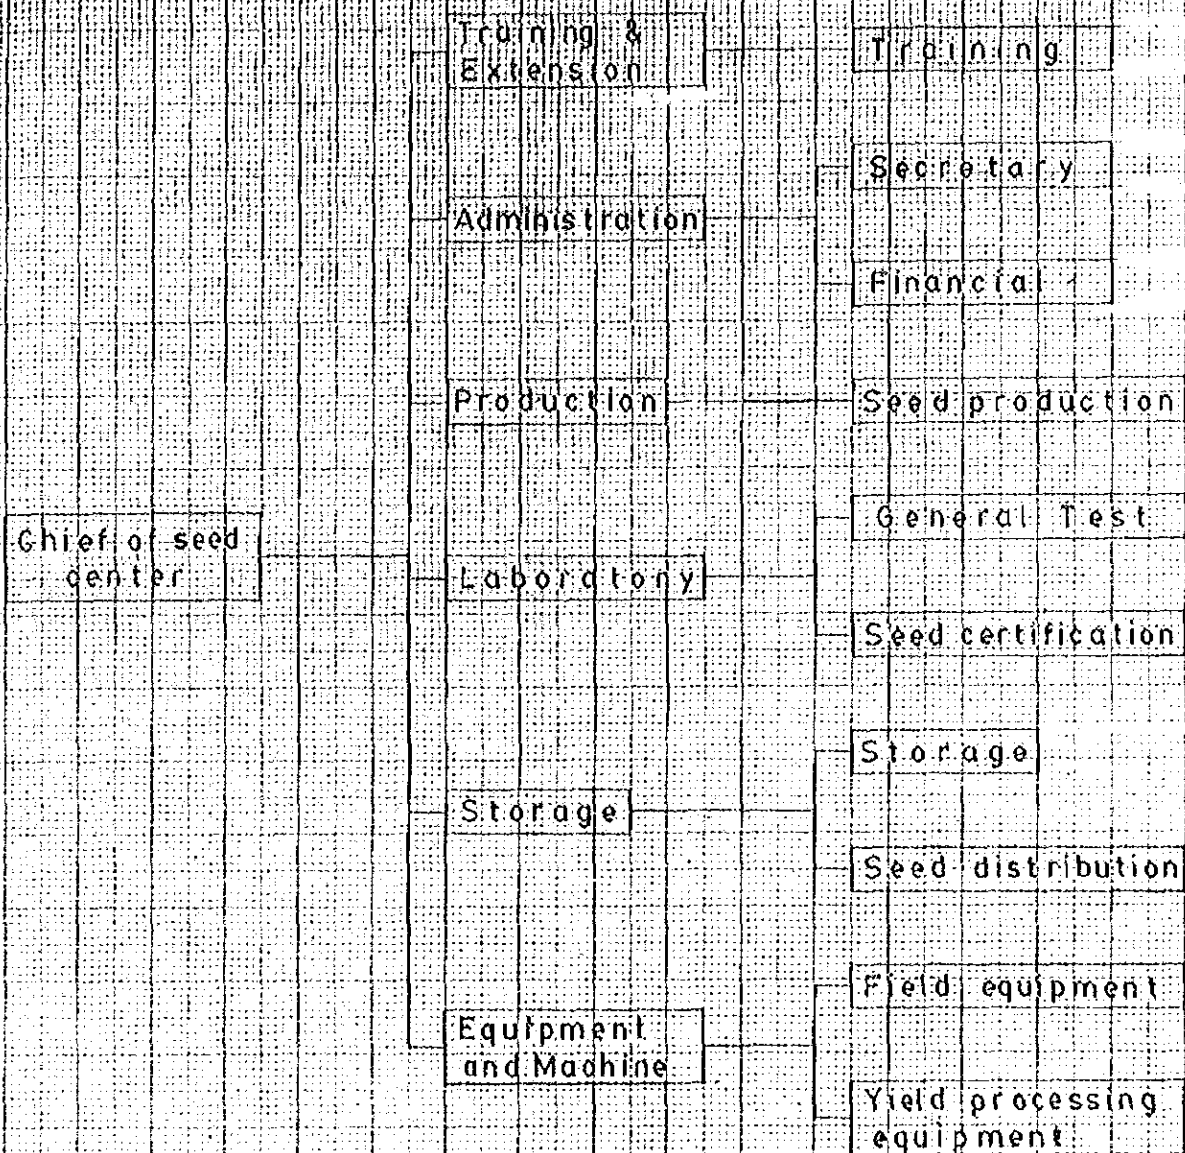 Training &
Extension
Training
Secretary
Administration
Financial
Production
Seed production
General Test
Chief of seed
center
Laboratory
Seed certification
Storage
Storage
Seed distribution
Field equipment
Equipment
and Machine
Yield processing
equipment